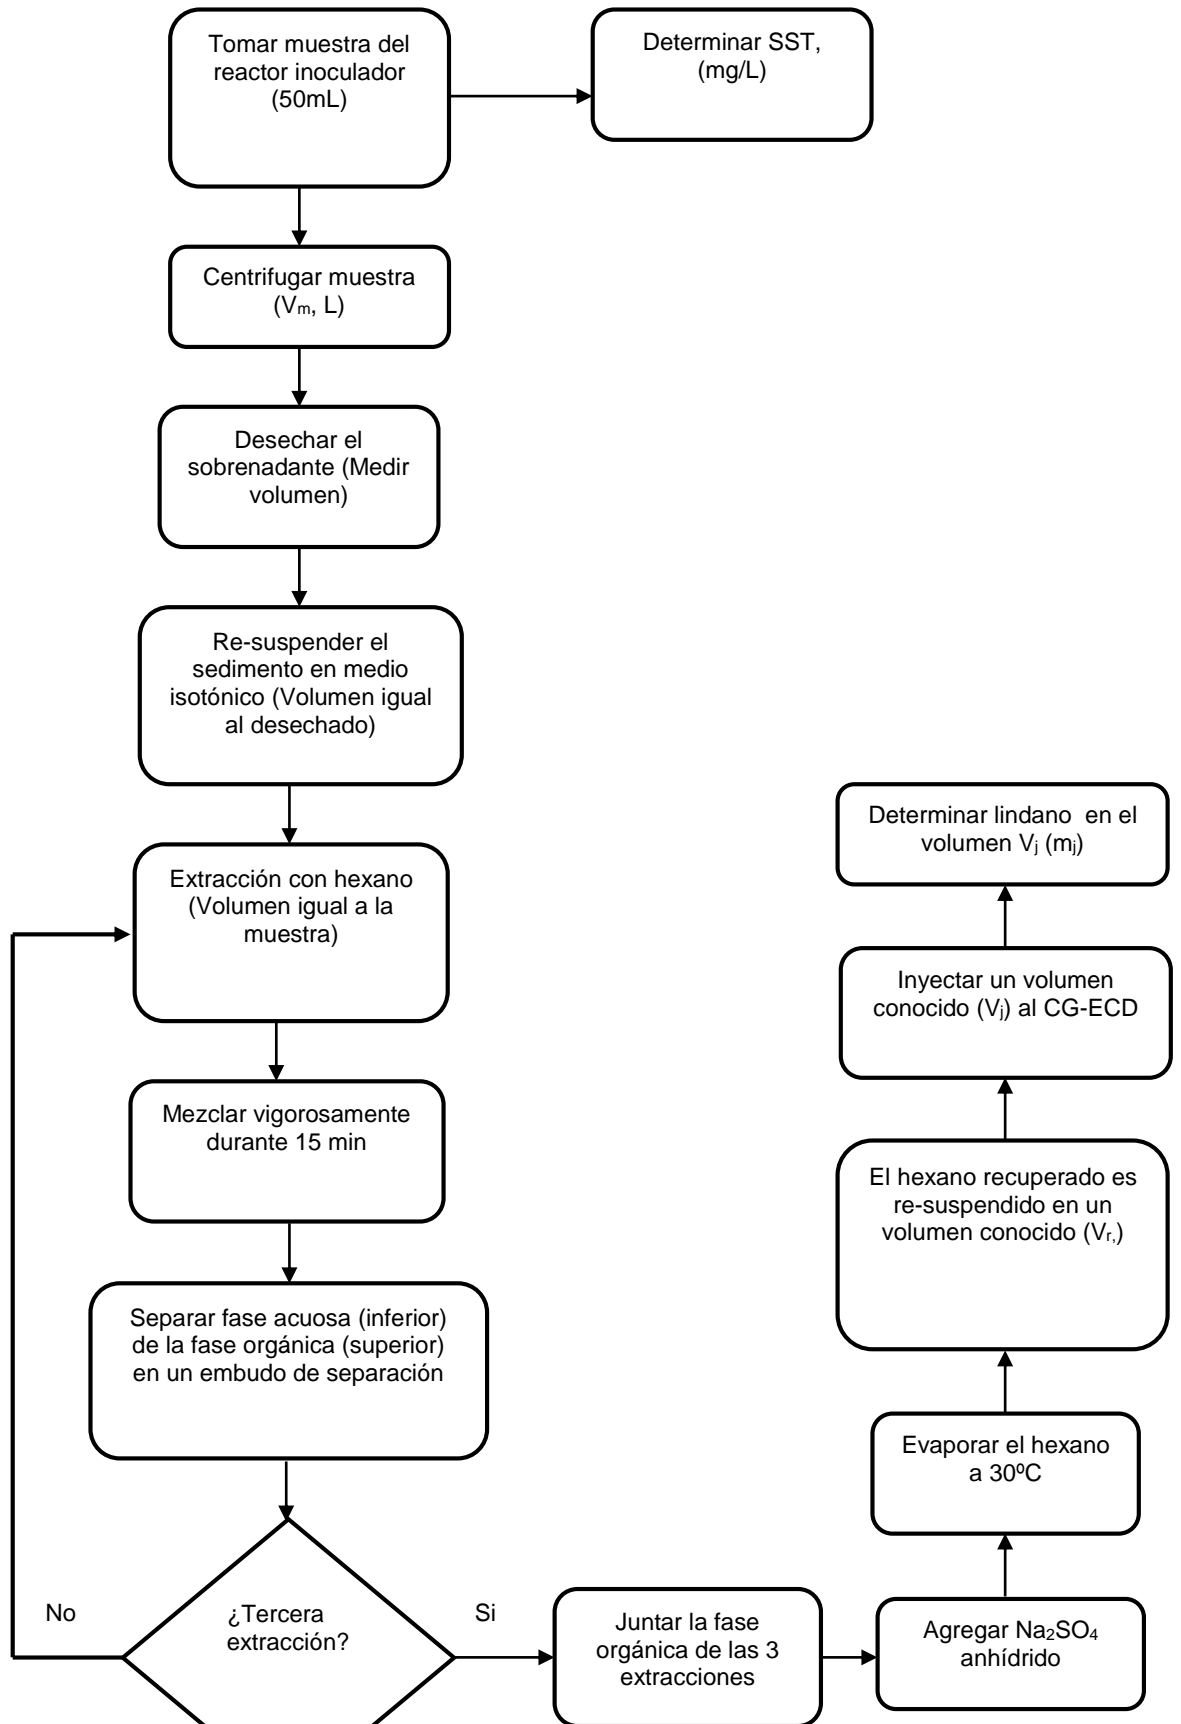 Tomar muestra del
reactor inoculador
(50mL)
Determinar SST,
(mg/L)
Centrifugar muestra
(Vm, L)
Desechar el
sobrenadante (Medir
volumen)
Re-suspender el
sedimento en medio
isotónico (Volumen igual
al desechado)
Extracción con hexano
(Volumen igual a la
muestra)
Mezclar vigorosamente
durante 15 min
Separar fase acuosa (inferior)
de la fase orgánica (superior)
en un embudo de separación
¿Tercera
extracción?
No
Si
Juntar la fase
orgánica de las 3
extracciones
Agregar Na₂SO₄
anhídrido
Evaporar el hexano
a 30ºC
El hexano recuperado es
re-suspendido en un
volumen conocido (Vr,)
Inyectar un volumen
conocido (Vj) al CG-ECD
Determinar lindano en el
volumen Vj (mj)